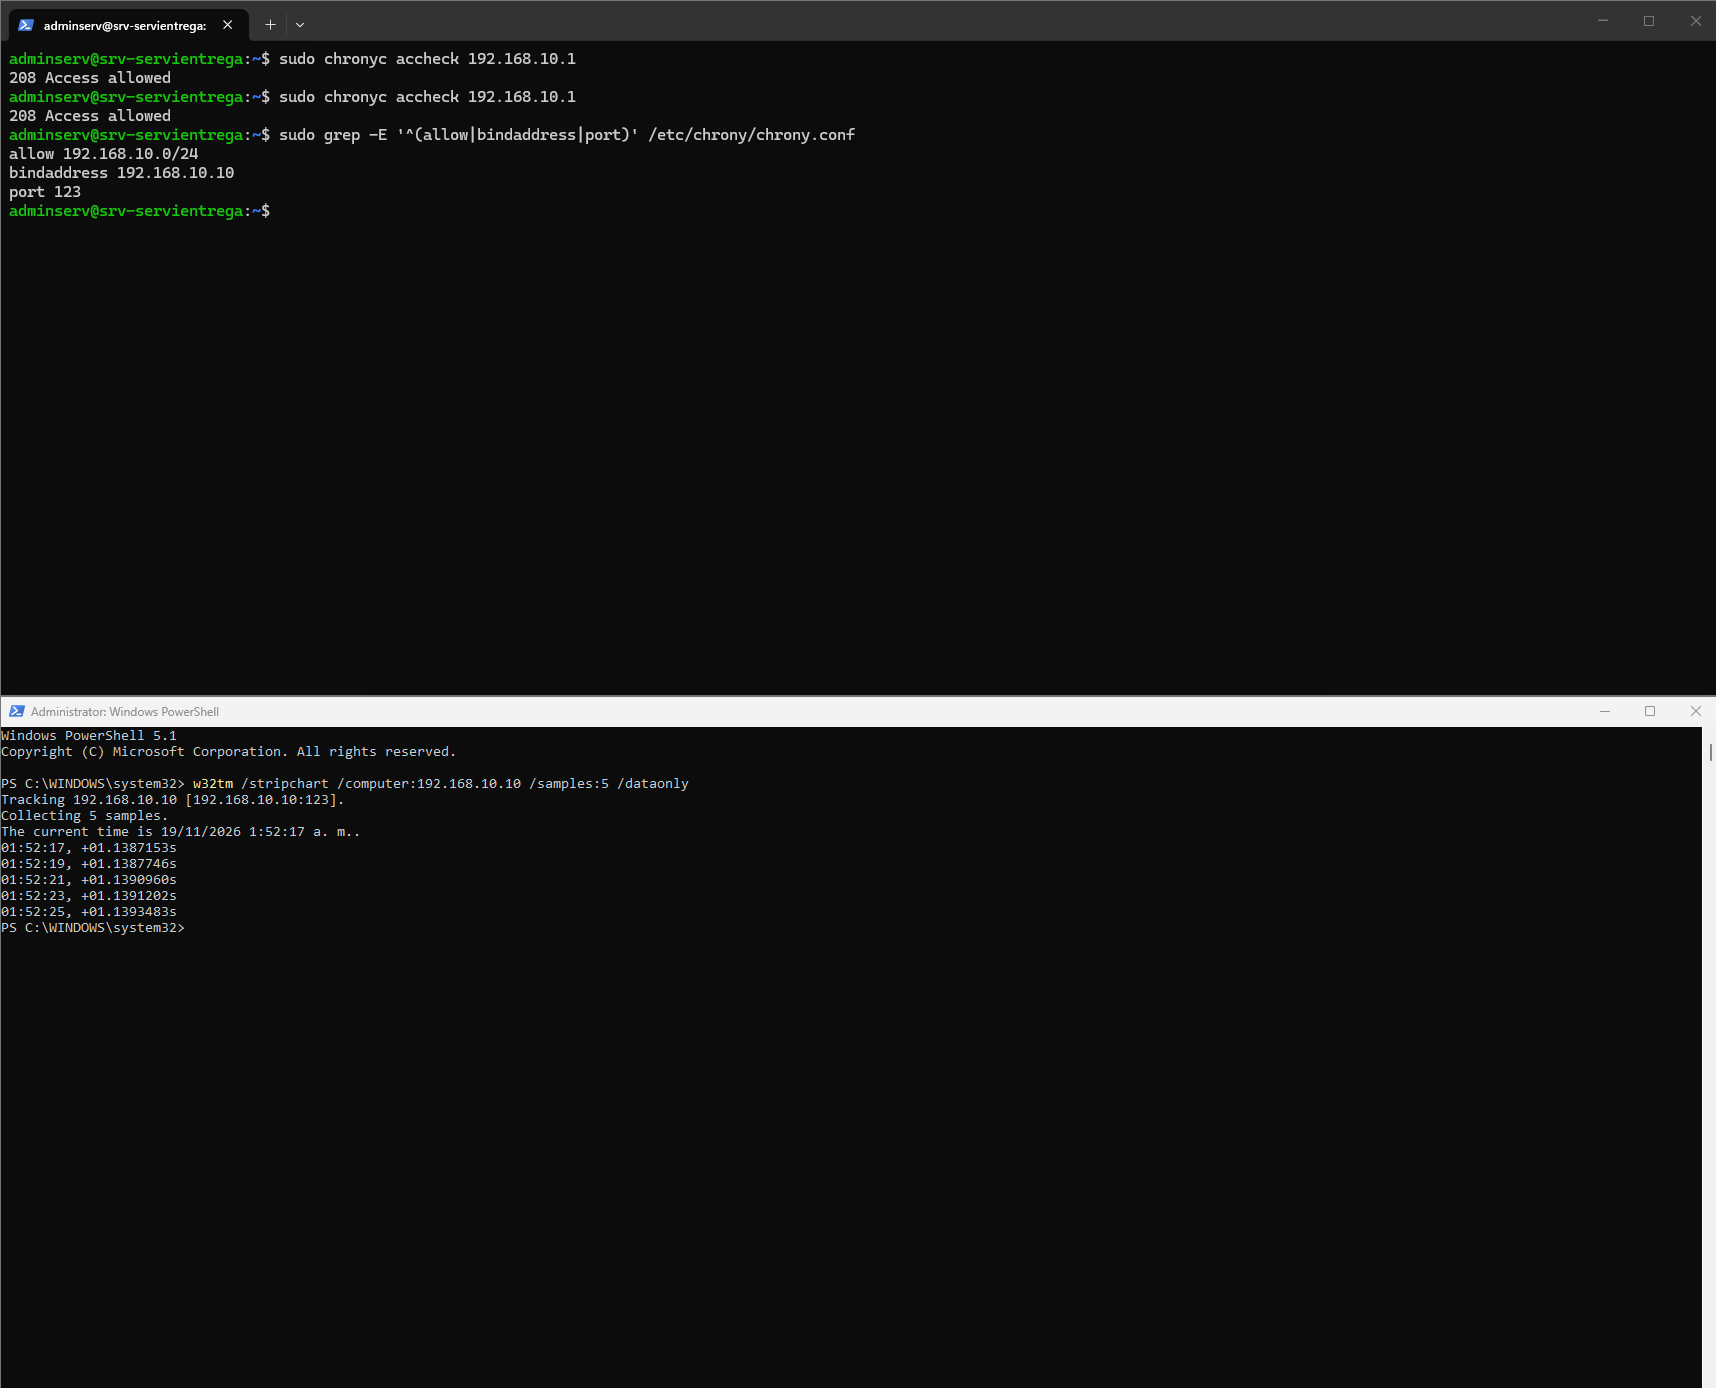 adminserv@srv-servientrega:
adminserv@srv-servientrega:~$ sudo chronyc accheck 192.168.10.1
208 Access allowed
adminserv@srv-servientrega:~$ sudo chronyc accheck 192.168.10.1
208 Access allowed
adminserv@srv-servientrega:~$ sudo grep -E '^(allow|bindaddress|port)' /etc/chrony/chrony.conf
allow 192.168.10.0/24
bindaddress 192.168.10.10
port 123
adminserv@srv-servientrega:~$
Administrator: Windows PowerShell
Windows PowerShell 5.1
Copyright (C) Microsoft Corporation. All rights reserved.
PS C:\WINDOWS\system32> w32tm /stripchart /computer:192.168.10.10 /samples:5 /dataonly
Tracking 192.168.10.10 [192.168.10.10:123].
Collecting 5 samples.
The current time is 19/11/2026 1:52:17 a. m..
01:52:17, +01.1387153s
01:52:19, +01.1387746s
01:52:21, +01.1390960s
01:52:23, +01.1391202s
01:52:25, +01.1393483s
PS C:\WINDOWS\system32>